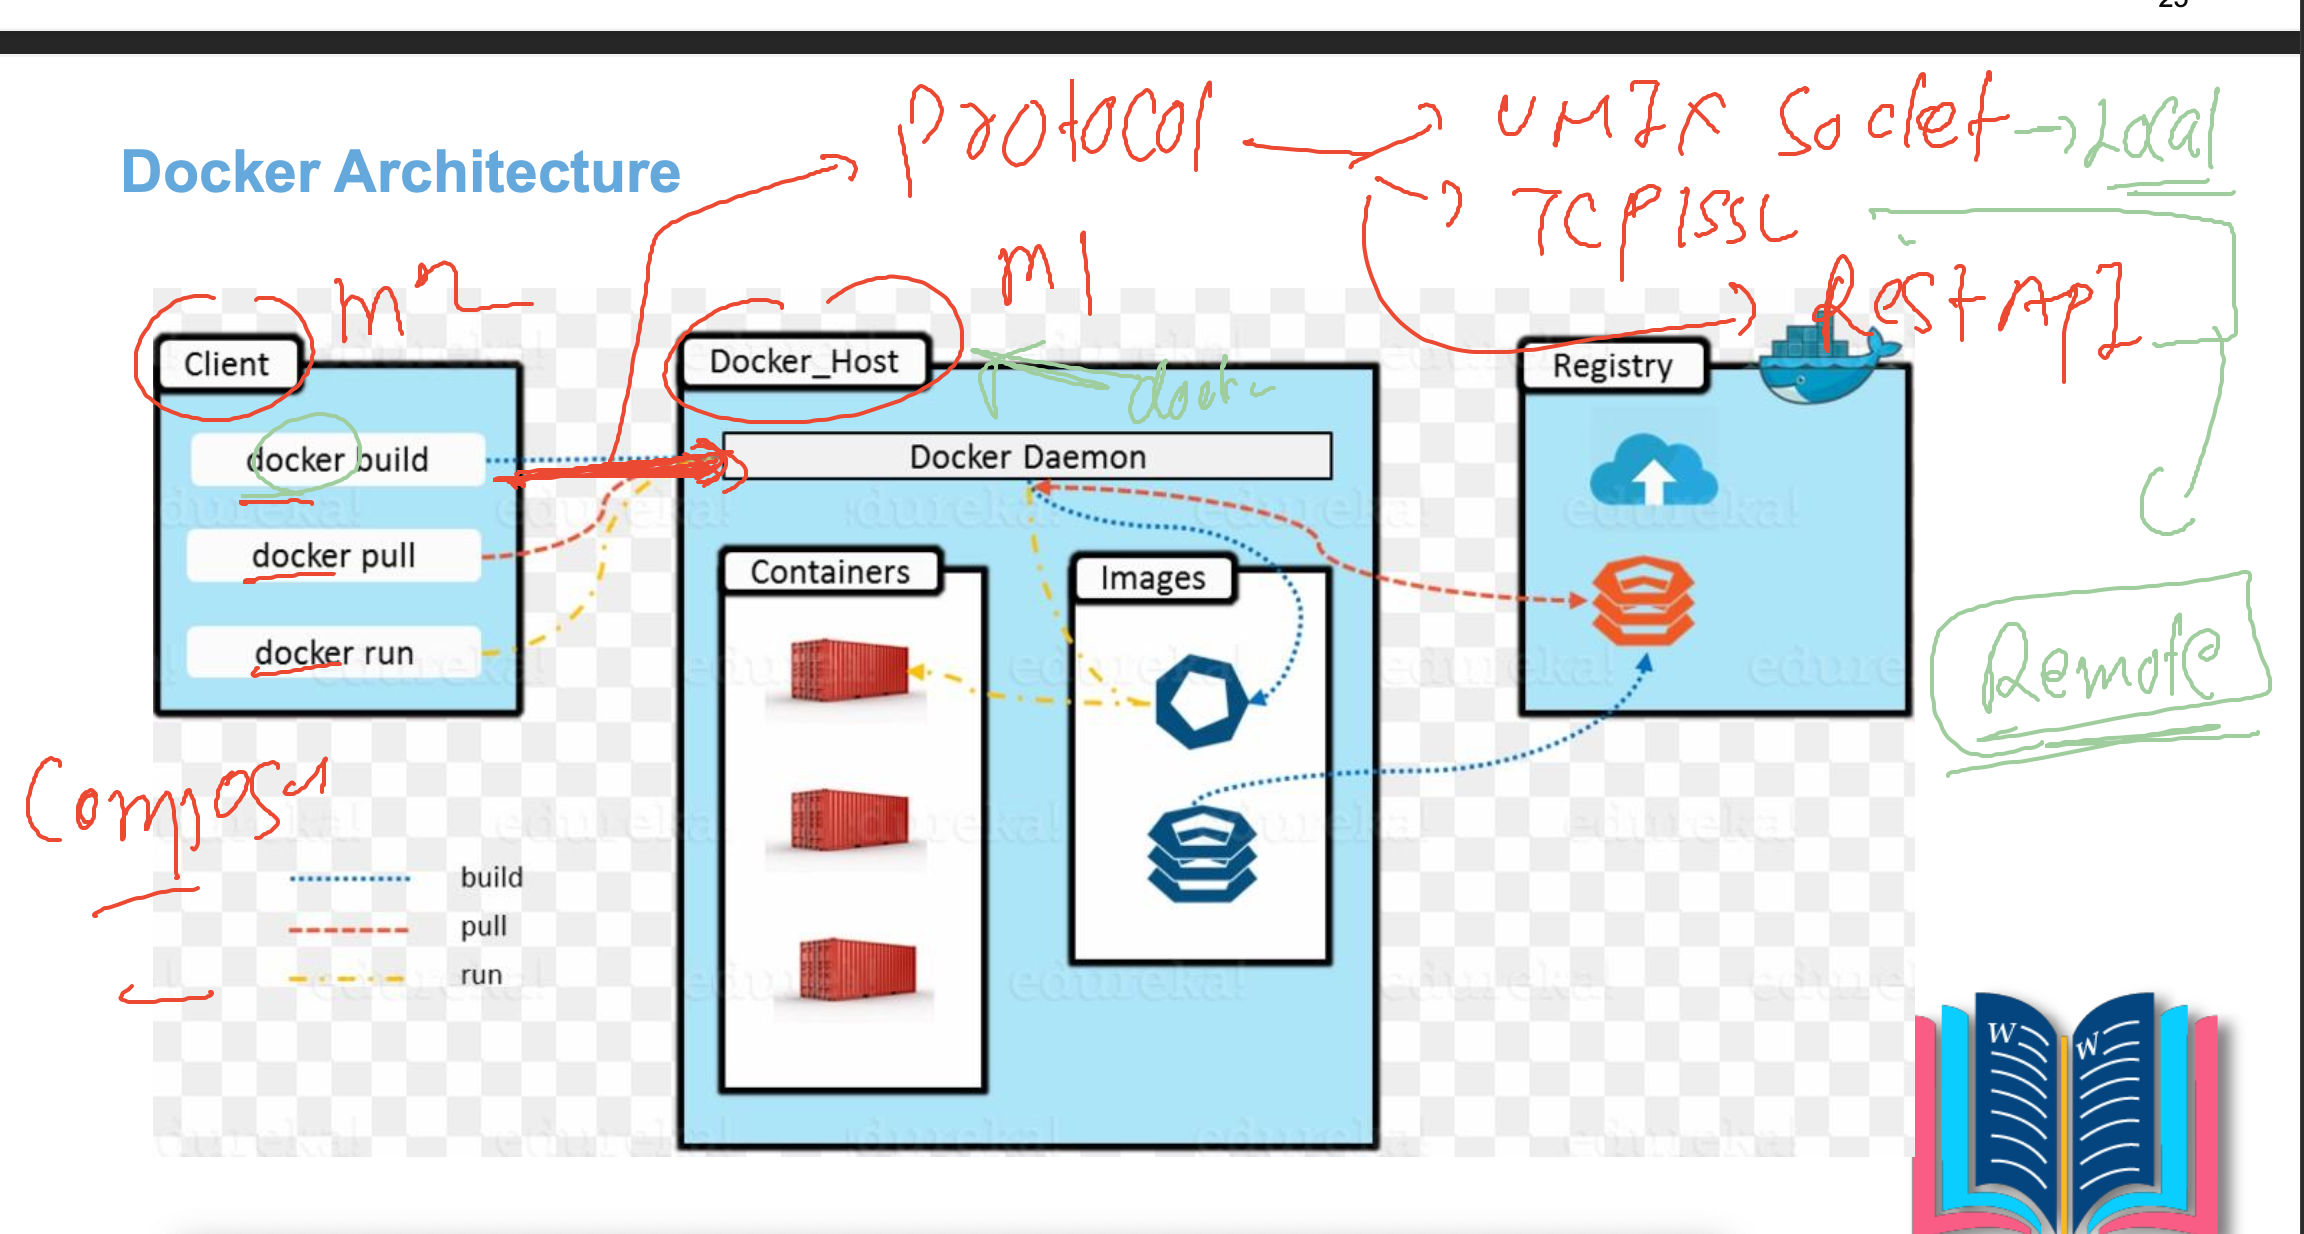 Protocol → UNIX Socket → Local
Docker Architecture
TCP/SSL
Rest API
m2
m1
Client
Docker_Host
Registry
docker
docker build
Docker Daemon
docker pull
docker run
Containers
Images
Remote
build
pull
run
edureka!
W
W